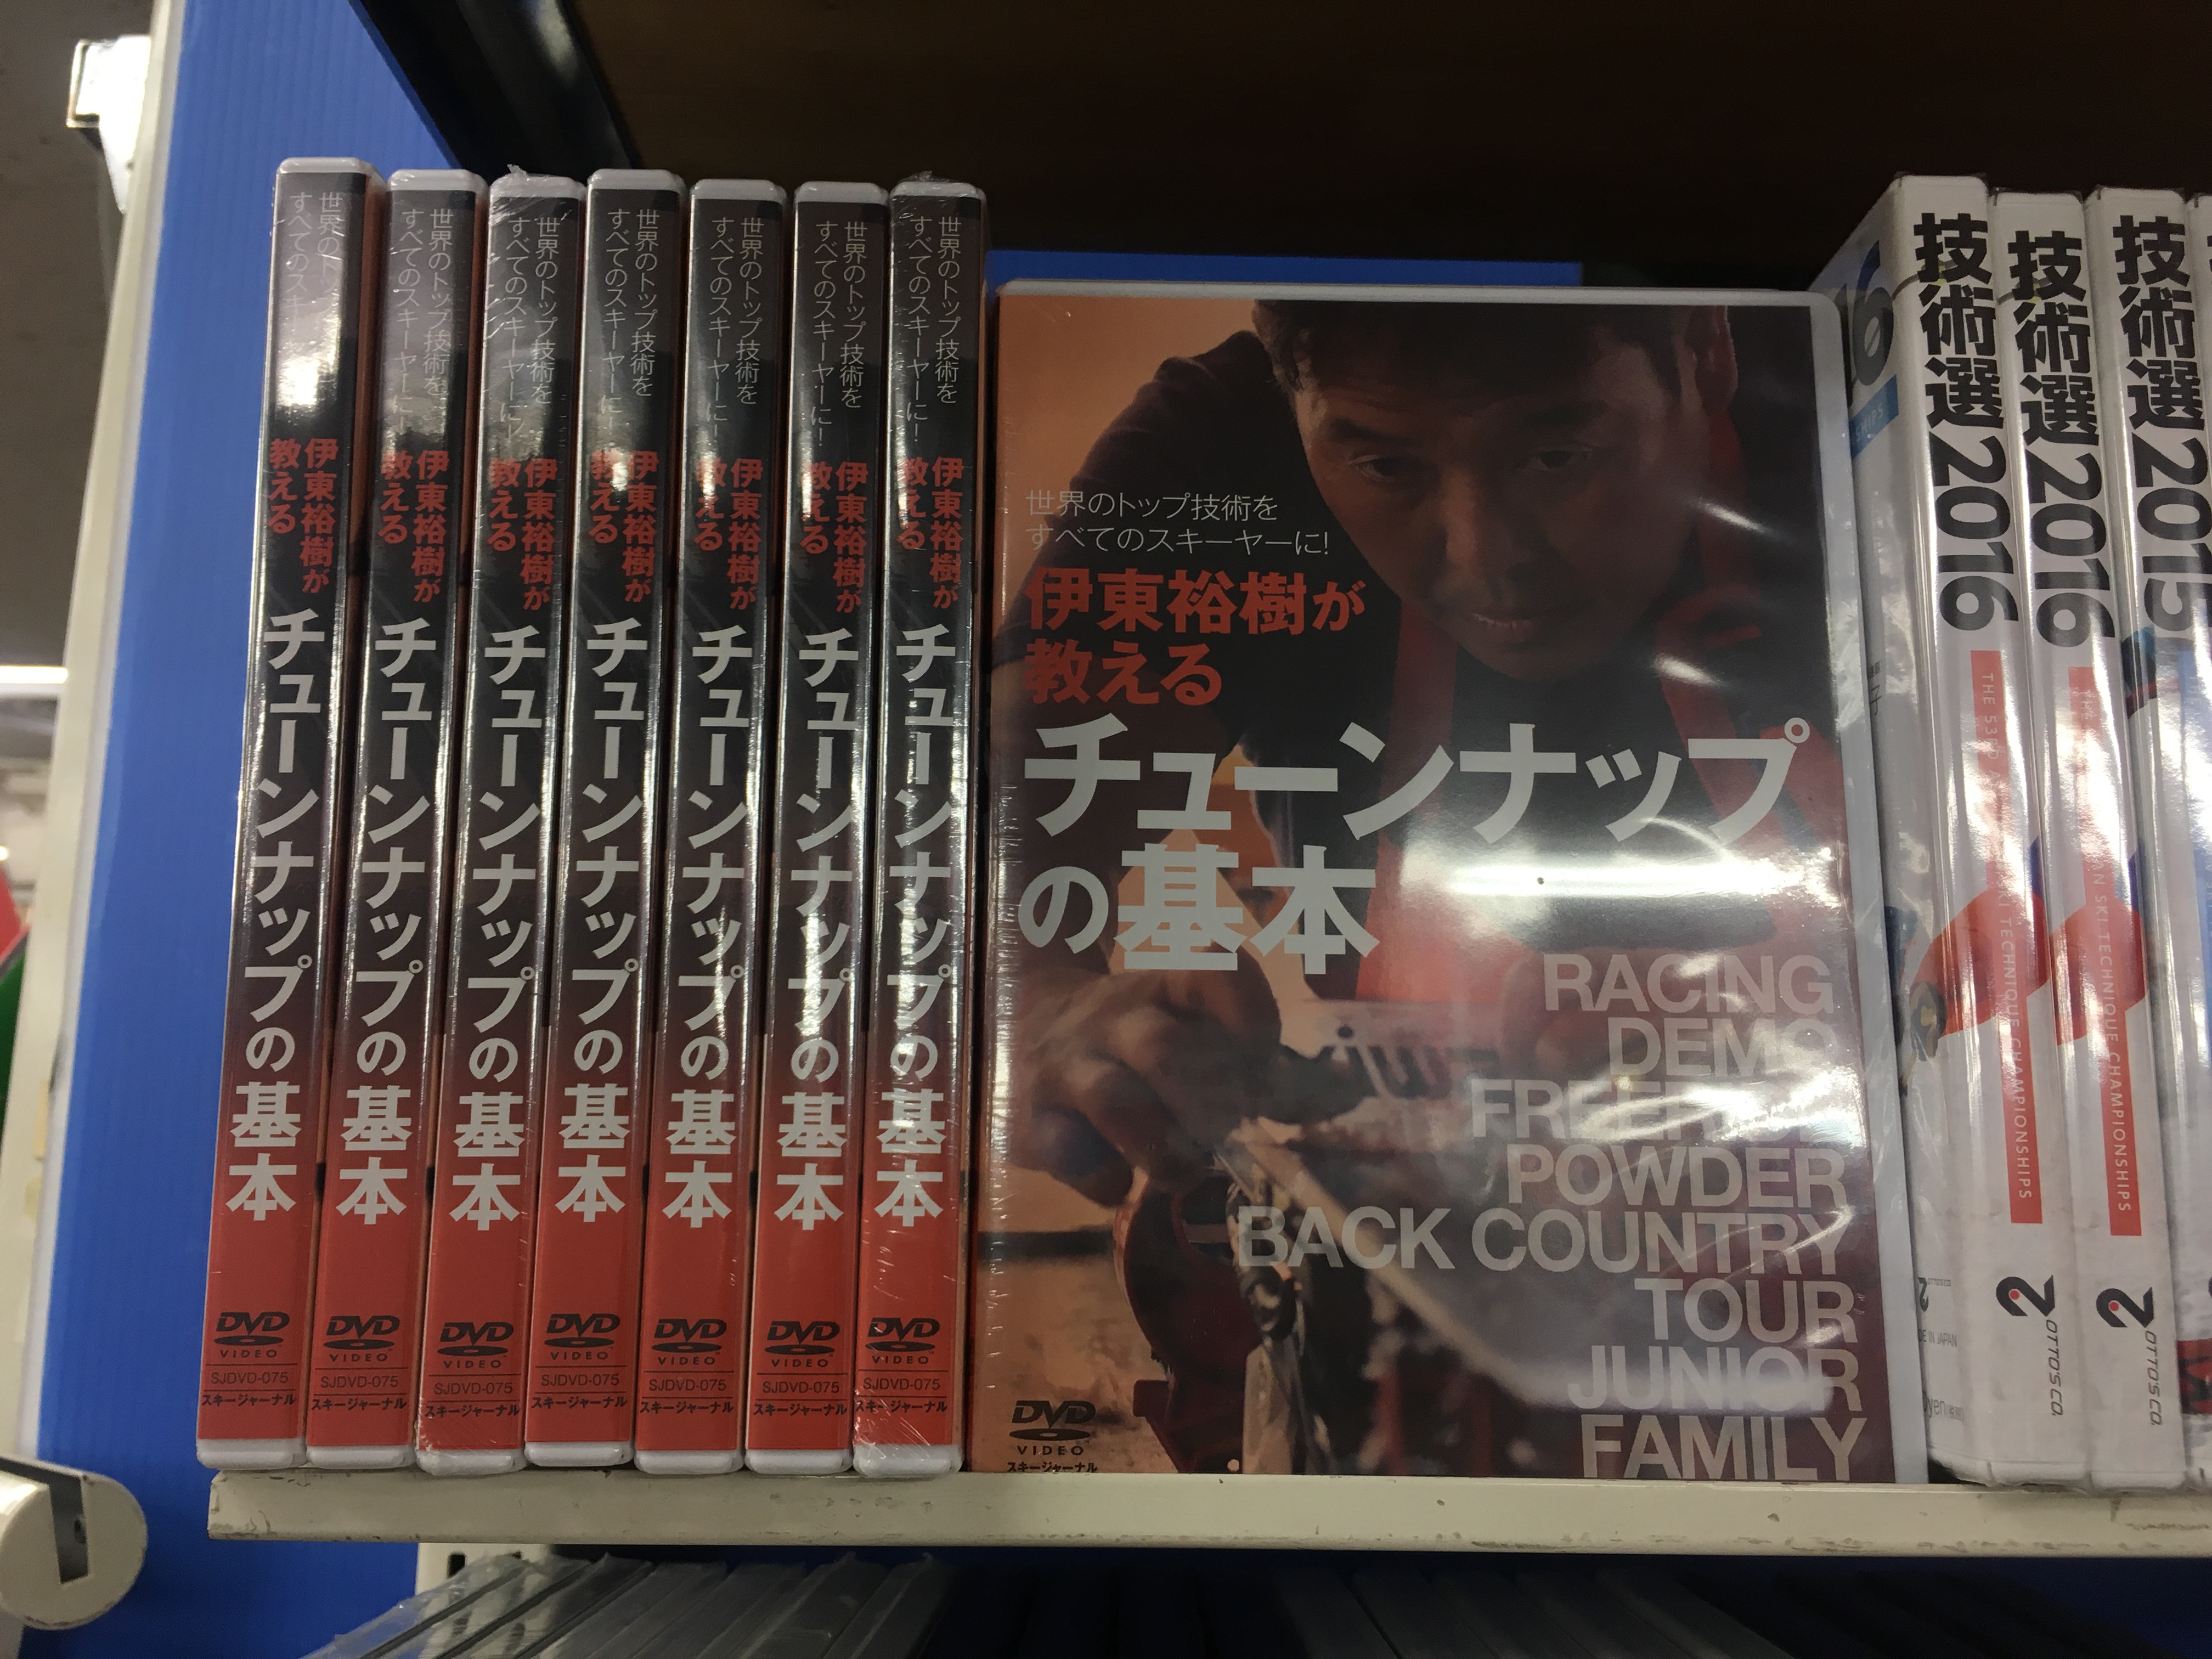 世界のトップ技術を
すべてのスキーヤーに!
伊東裕樹が
教える
チューンナップの基本
DVD
VIDEO
SJDVD-075
スキージャーナル
世界のトップ技術を
すべてのスキーヤーに!
伊東裕樹が
教える
チューンナップの基本
DVD
VIDEO
SJDVD-075
スキージャーナル
世界のトップ技術を
すべてのスキーヤーに!
伊東裕樹が
教える
チューンナップの基本
DVD
VIDEO
SJDVD-075
スキージャーナル
世界のトップ技術を
すべてのスキーヤーに!
伊東裕樹が
教える
チューンナップの基本
DVD
VIDEO
SJDVD-075
スキージャーナル
世界のトップ技術を
すべてのスキーヤーに!
伊東裕樹が
教える
チューンナップの基本
DVD
VIDEO
SJDVD-075
スキージャーナル
世界のトップ技術を
すべてのスキーヤーに!
伊東裕樹が
教える
チューンナップの基本
DVD
VIDEO
SJDVD-075
スキージャーナル
世界のトップ技術を
すべてのスキーヤーに!
伊東裕樹が
教える
チューンナップの基本
DVD
VIDEO
SJDVD-075
スキージャーナル
世界のトップ技術を
すべてのスキーヤーに!
伊東裕樹が
教える
チューンナップ
の基本
RACING
DEMO
FREERIDE
POWDER
BACK COUNTRY
TOUR
JUNIOR
FAMILY
DVD
VIDEO
スキージャーナル
技術選2016
THE 53RD SKI TECHNIQUE CHAMPIONSHIPS
2
OTTO'S CO.
技術選2016
SKI TECHNIQUE CHAMPIONSHIPS
2
OTTO'S CO.
技術選2015